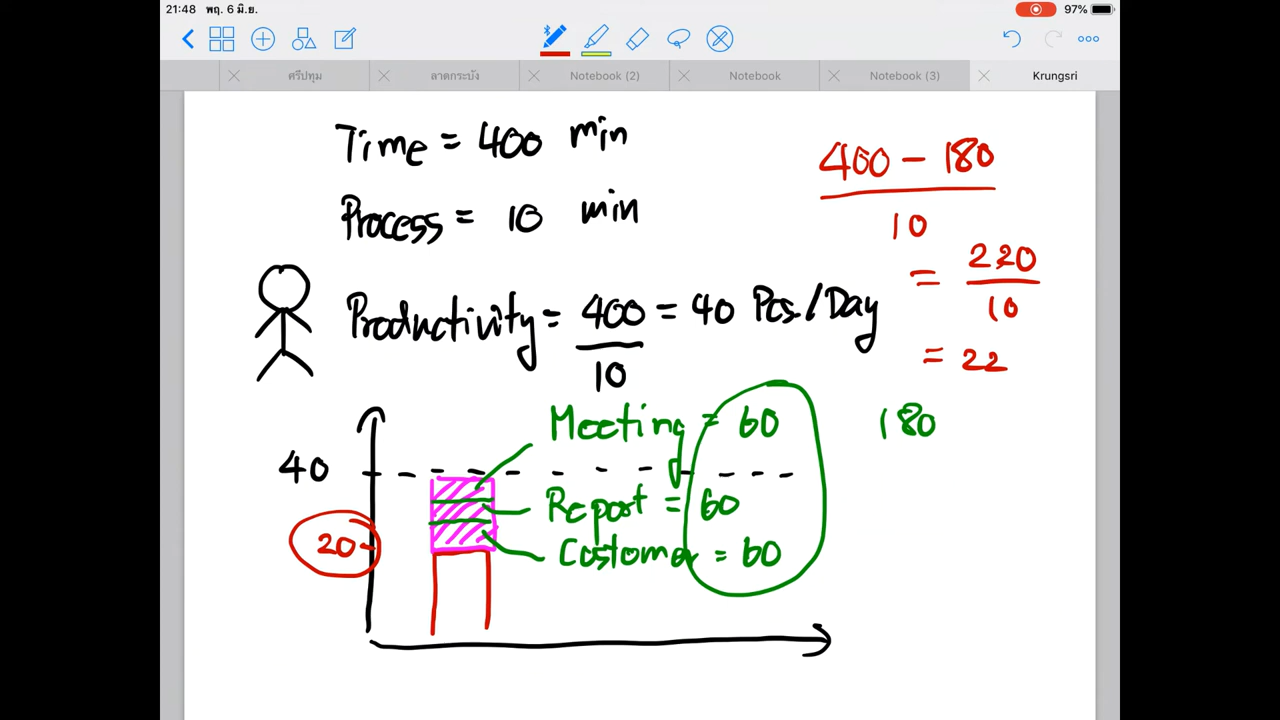 21:48 พฤ. 6 มิ.ย. 97%
ศรีปทุม ลาดกระบัง Notebook (2) Notebook Notebook (3) Krungsri
Time = 400 min
Process = 10 min
Productivity = 400/10 = 40 Pcs/Day
400 - 180
10
= 220/10
= 22
Meeting = 60
180
40
Report = 60
20
Costomer = 60